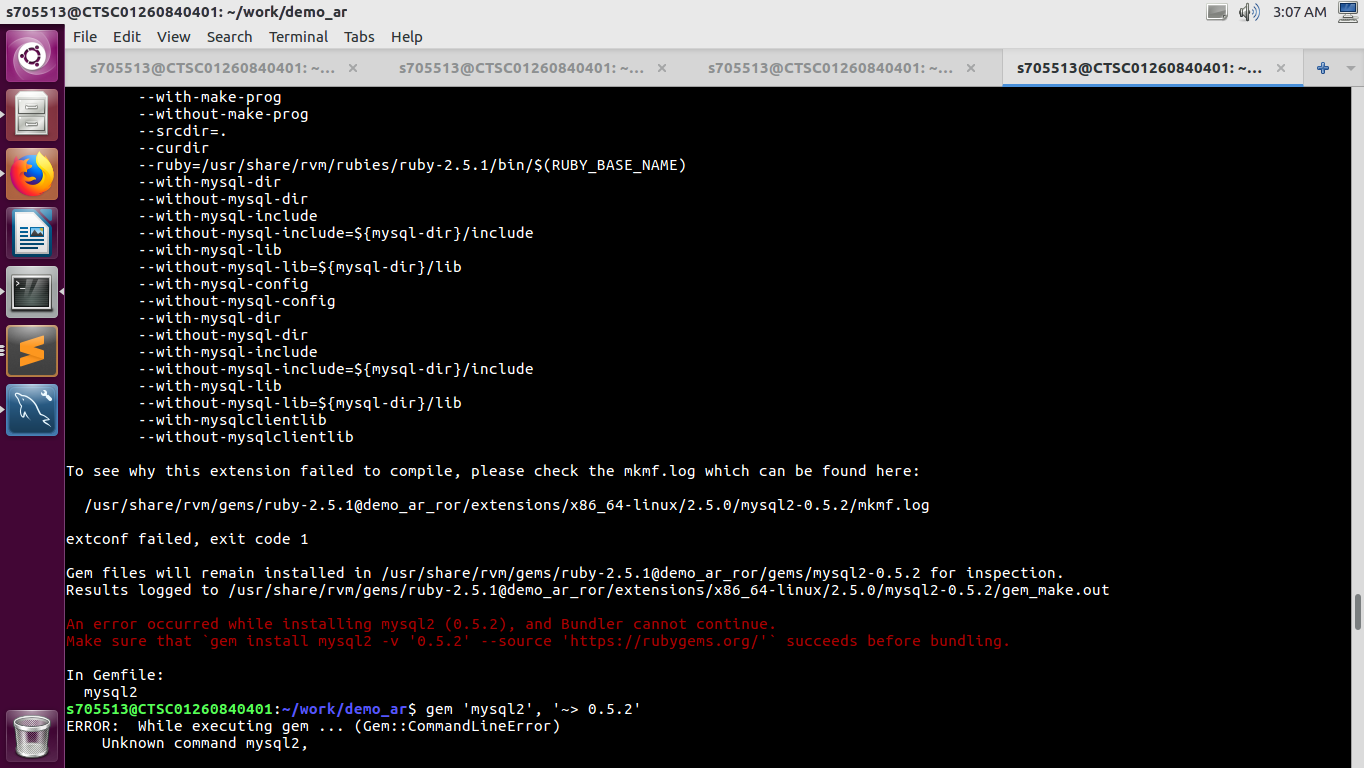 s705513@CTSC01260840401: ~/work/demo_ar
3:07 AM
File Edit View Search Terminal Tabs Help
s705513@CTSC01260840401: ~... × s705513@CTSC01260840401: ~... × s705513@CTSC01260840401: ~... × s705513@CTSC01260840401: ~... ×
--with-make-prog
--without-make-prog
--srcdir=.
--curdir
--ruby=/usr/share/rvm/rubies/ruby-2.5.1/bin/$(RUBY_BASE_NAME)
--with-mysql-dir
--without-mysql-dir
--with-mysql-include
--without-mysql-include=${mysql-dir}/include
--with-mysql-lib
--without-mysql-lib=${mysql-dir}/lib
--with-mysql-config
--without-mysql-config
--with-mysql-dir
--without-mysql-dir
--with-mysql-include
--without-mysql-include=${mysql-dir}/include
--with-mysql-lib
--without-mysql-lib=${mysql-dir}/lib
--with-mysqlclientlib
--without-mysqlclientlib
To see why this extension failed to compile, please check the mkmf.log which can be found here:
/usr/share/rvm/gems/ruby-2.5.1@demo_ar_ror/extensions/x86_64-linux/2.5.0/mysql2-0.5.2/mkmf.log
extconf failed, exit code 1
Gem files will remain installed in /usr/share/rvm/gems/ruby-2.5.1@demo_ar_ror/gems/mysql2-0.5.2 for inspection.
Results logged to /usr/share/rvm/gems/ruby-2.5.1@demo_ar_ror/extensions/x86_64-linux/2.5.0/mysql2-0.5.2/gem_make.out
An error occurred while installing mysql2 (0.5.2), and Bundler cannot continue.
Make sure that `gem install mysql2 -v '0.5.2' --source 'https://rubygems.org/'` succeeds before bundling.
In Gemfile:
mysql2
s705513@CTSC01260840401:~/work/demo_ar$ gem 'mysql2', '~> 0.5.2'
ERROR:  While executing gem ... (Gem::CommandLineError)
Unknown command mysql2,